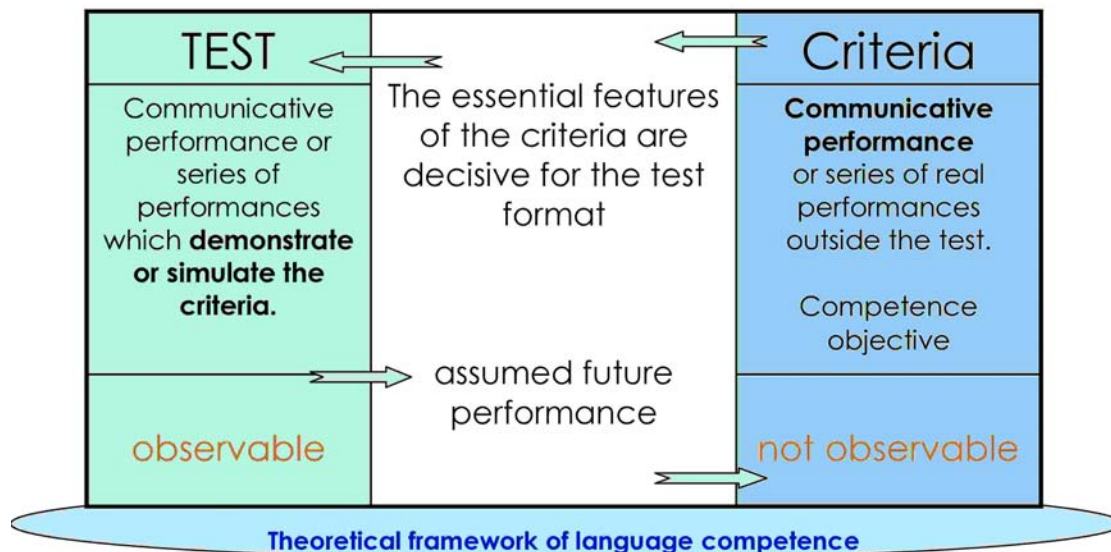 TEST
Communicative
performance or
series of
performances
which demonstrate
or simulate the
criteria.
observable
The essential features
of the criteria are
decisive for the test
format
assumed future
performance
Criteria
Communicative
performance
or series of real
performances
outside the test.
Competence
objective
not observable
Theoretical framework of language competence